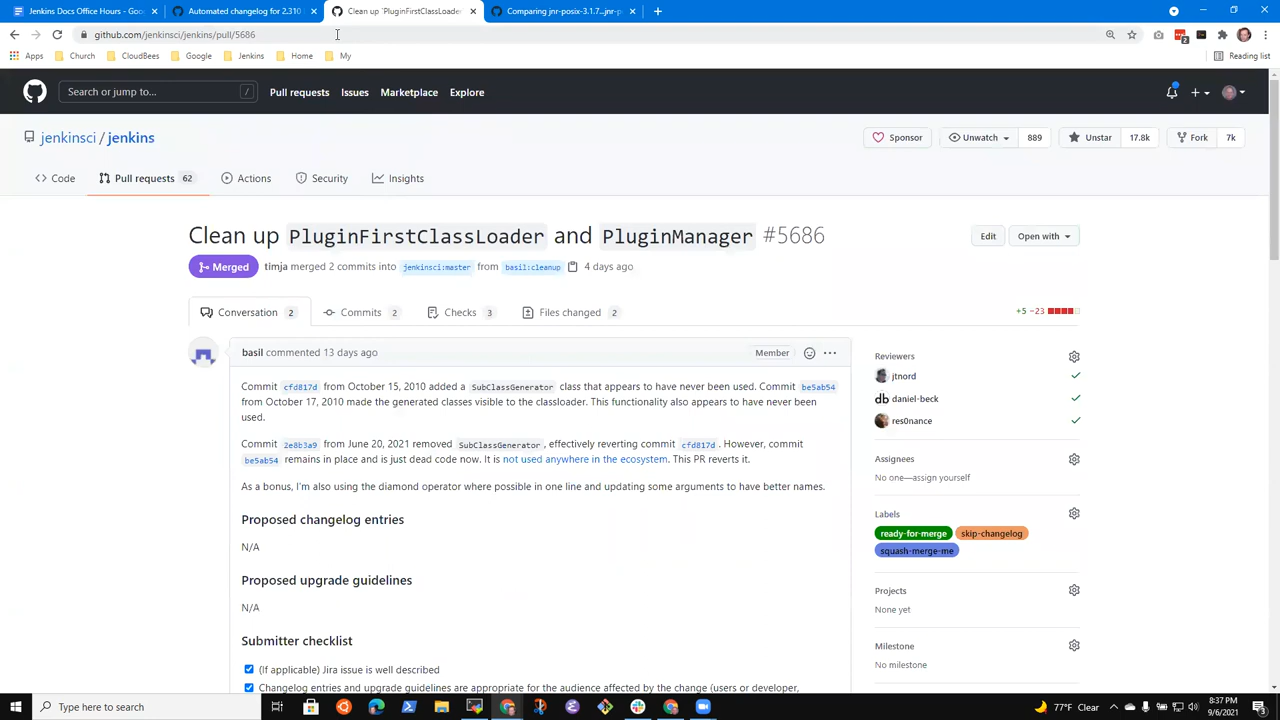 Jenkins Docs Office Hours - Goo
Automated changelog for 2.310
Clean up `PluginFirstClassLoader
Comparing jnr-posix-3.1.7...jnr-p
github.com/jenkinsci/jenkins/pull/5686
2
Apps
Church
CloudBees
Google
Jenkins
Home
My
Reading list
Search or jump to...
/
Pull requests
Issues
Marketplace
Explore
jenkinsci / jenkins
Sponsor
Unwatch
889
Unstar
17.8k
Fork
7k
Code
Pull requests 62
Actions
Security
Insights
Clean up PluginFirstClassLoader and PluginManager #5686
Edit
Open with
Merged
timja merged 2 commits into jenkinsci:master from basil:cleanup 4 days ago
Conversation 2
Commits 2
Checks 3
Files changed 2
+5 −23
basil commented 13 days ago
Member
Commit cfd817d from October 15, 2010 added a SubClassGenerator class that appears to have never been used. Commit be5ab54
from October 17, 2010 made the generated classes visible to the classloader. This functionality also appears to have never been
used.
Commit 2e8b3a9 from June 20, 2021 removed SubClassGenerator, effectively reverting commit cfd817d. However, commit
be5ab54 remains in place and is just dead code now. It is not used anywhere in the ecosystem. This PR reverts it.
As a bonus, I'm also using the diamond operator where possible in one line and updating some arguments to have better names.
Proposed changelog entries
N/A
Proposed upgrade guidelines
N/A
Submitter checklist
(If applicable) Jira issue is well described
Changelog entries and upgrade guidelines are appropriate for the audience affected by the change (users or developer,
Reviewers
jtnord
daniel-beck
res0nance
Assignees
No one—assign yourself
Labels
ready-for-merge
skip-changelog
squash-merge-me
Projects
None yet
Milestone
No milestone
Type here to search
77°F Clear
8:37 PM
9/6/2021
3